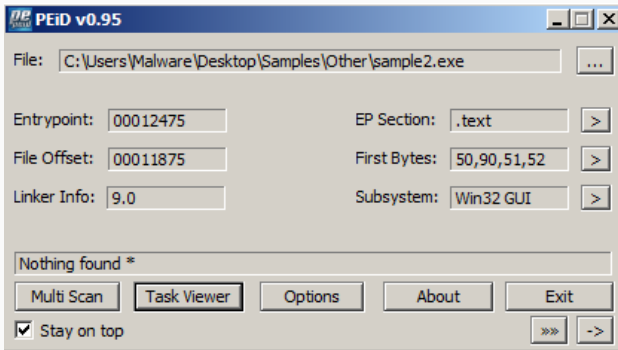 PEiD v0.95
File: C:\Users\Malware\Desktop\Samples\Other\sample2.exe ...
Entrypoint: 00012475 EP Section: .text >
File Offset: 00011875 First Bytes: 50,90,51,52 >
Linker Info: 9.0 Subsystem: Win32 GUI >
Nothing found *
Multi Scan Task Viewer Options About Exit
Stay on top »» ->